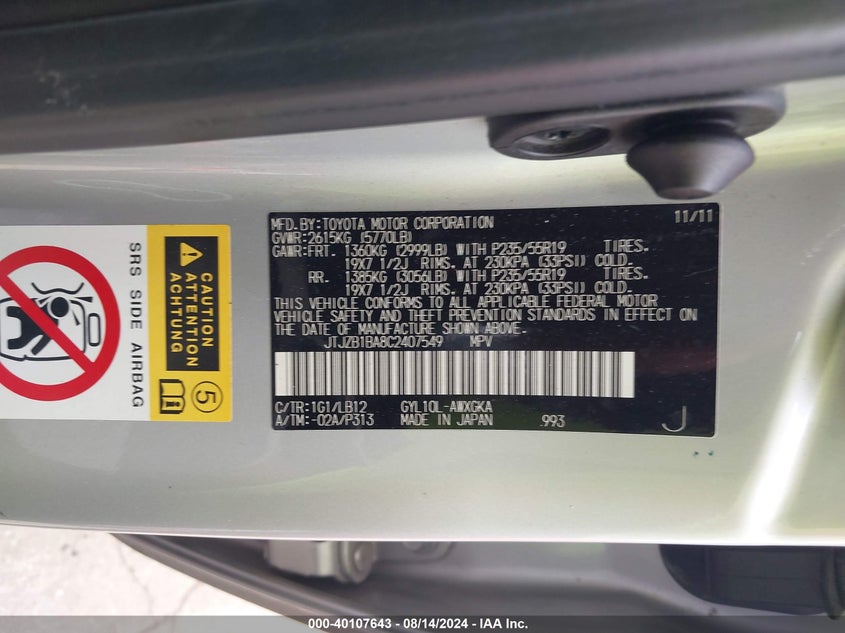 MFD.BY:TOYOTA MOTOR CORPORATION 11/11
GVWR:2615KG (5770LB)
GAWR:FRT. 1360KG (2999LB) WITH P235/55R19 TIRES.
19X7 1/2J RIMS. AT 230KPA (33PSI) COLD.
RR. 1385KG (3056LB) WITH P235/55R19 TIRES.
19X7 1/2J RIMS. AT 230KPA (33PSI) COLD.
THIS VEHICLE CONFORMS TO ALL APPLICABLE FEDERAL MOTOR
VEHICLE SAFETY AND THEFT PREVENTION STANDARDS IN EFFECT ON
THE DATE OF MANUFACTURE SHOWN ABOVE.
JTJZB1BA8C2407549 MPV
C/TR:1G1/LB12 GYL10L-AWXGKA
A/TM:-02A/P313 MADE IN JAPAN .993 J
SRS SIDE AIRBAG
CAUTION
ATTENTION
ACHTUNG
5
000-40107643 - 08/14/2024 - IAA Inc.